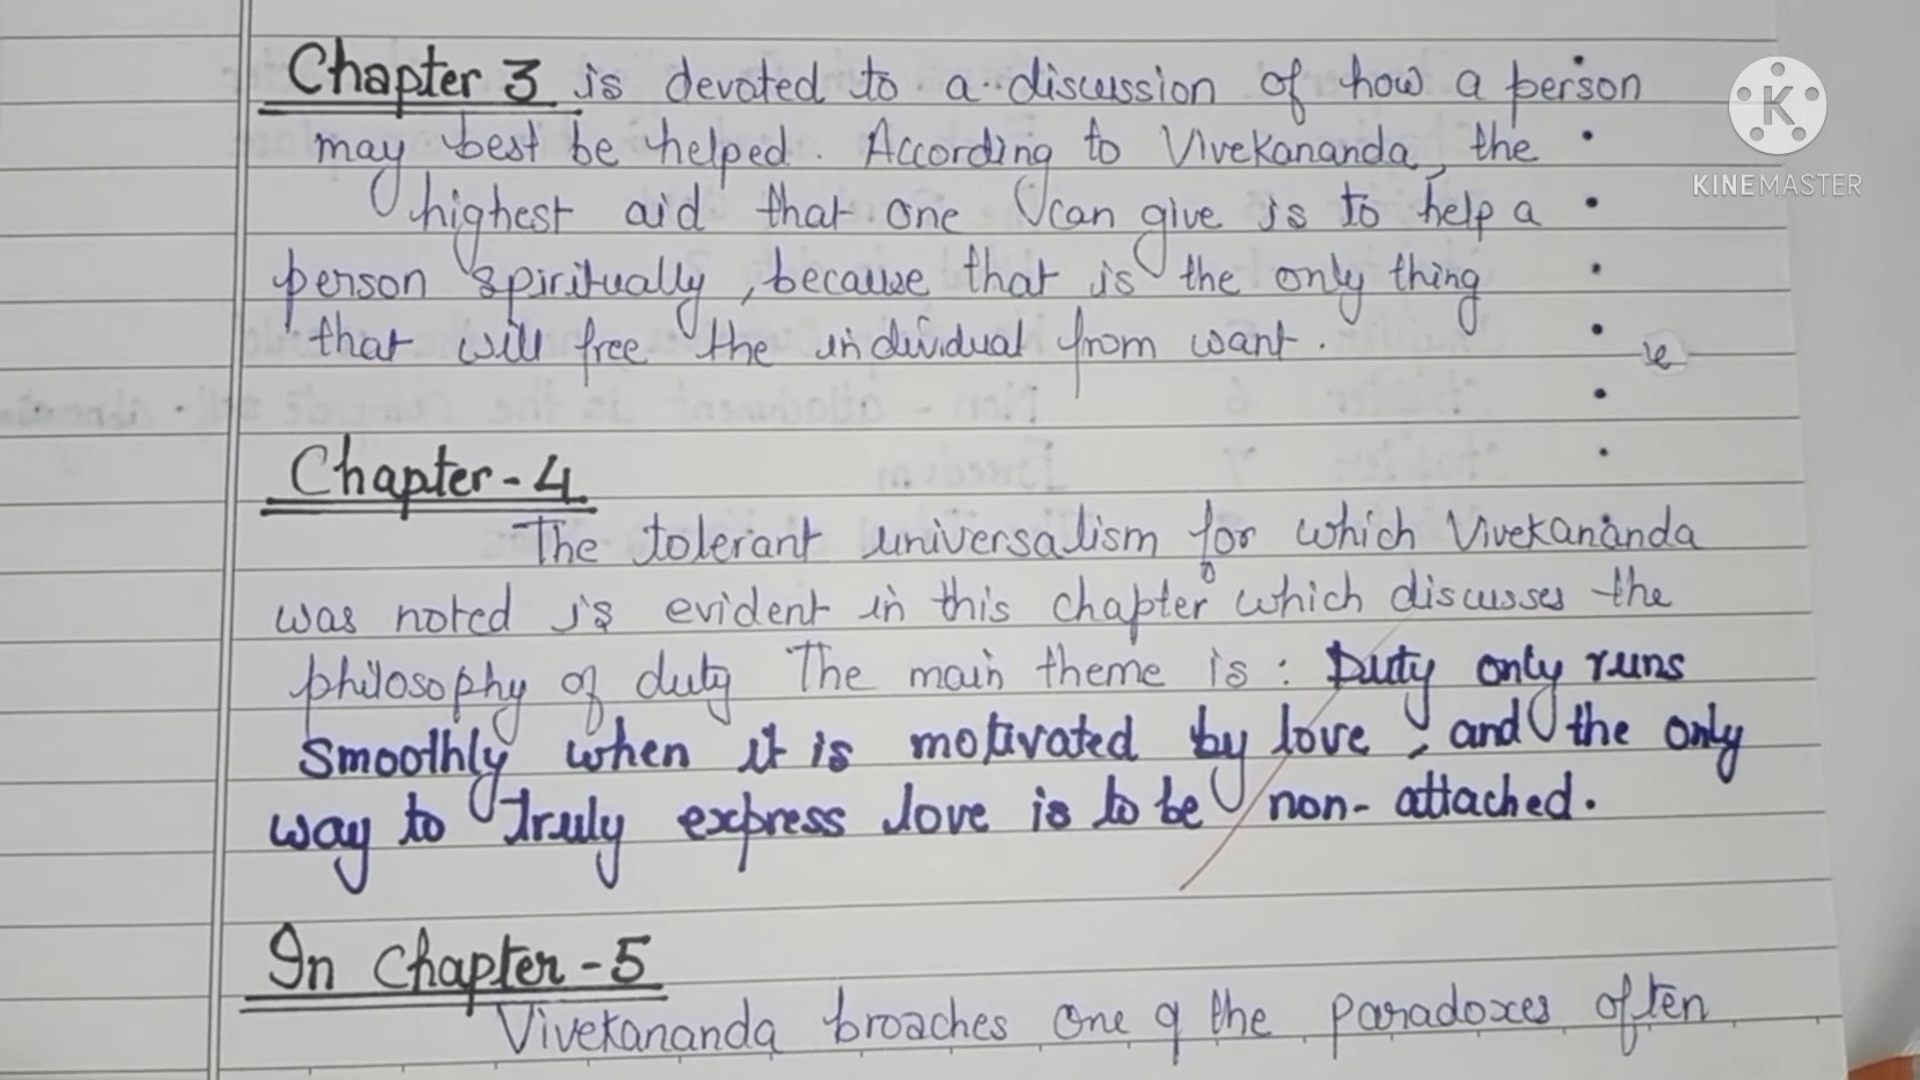 Chapter 3 is devoted to a discussion of how a person
may best be helped. According to Vivekananda, the
highest aid that one can give is to help a
person spiritually, because that is the only thing
that will free the individual from want.
Chapter-4
The tolerant universalism for which Vivekananda
was noted is evident in this chapter which discusses the
philosophy of duty The main theme is: Duty only runs
smoothly when it is motivated by love, and the only
way to truly express love is to be non-attached.
In Chapter-5
Vivekananda broaches one of the paradoxes often
K
KINEMASTER